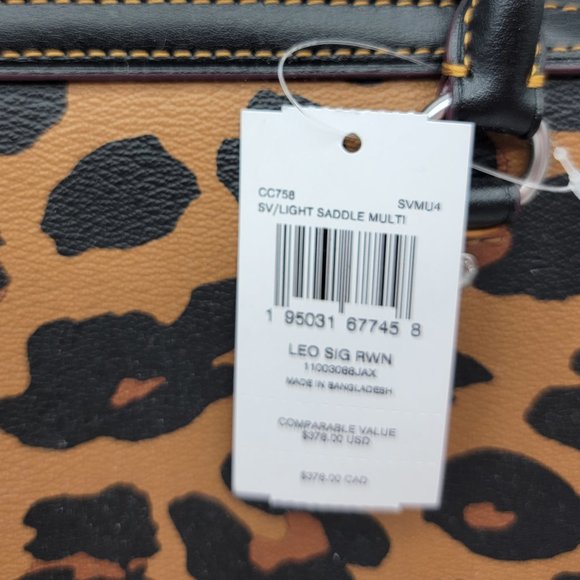 CC758 SVMU4
SV/LIGHT SADDLE MULTI
1 95031 67745 8
LEO SIG RWN
11003088JAX
MADE IN BANGLADESH
COMPARABLE VALUE
$378.00 USD
$378.00 CAD